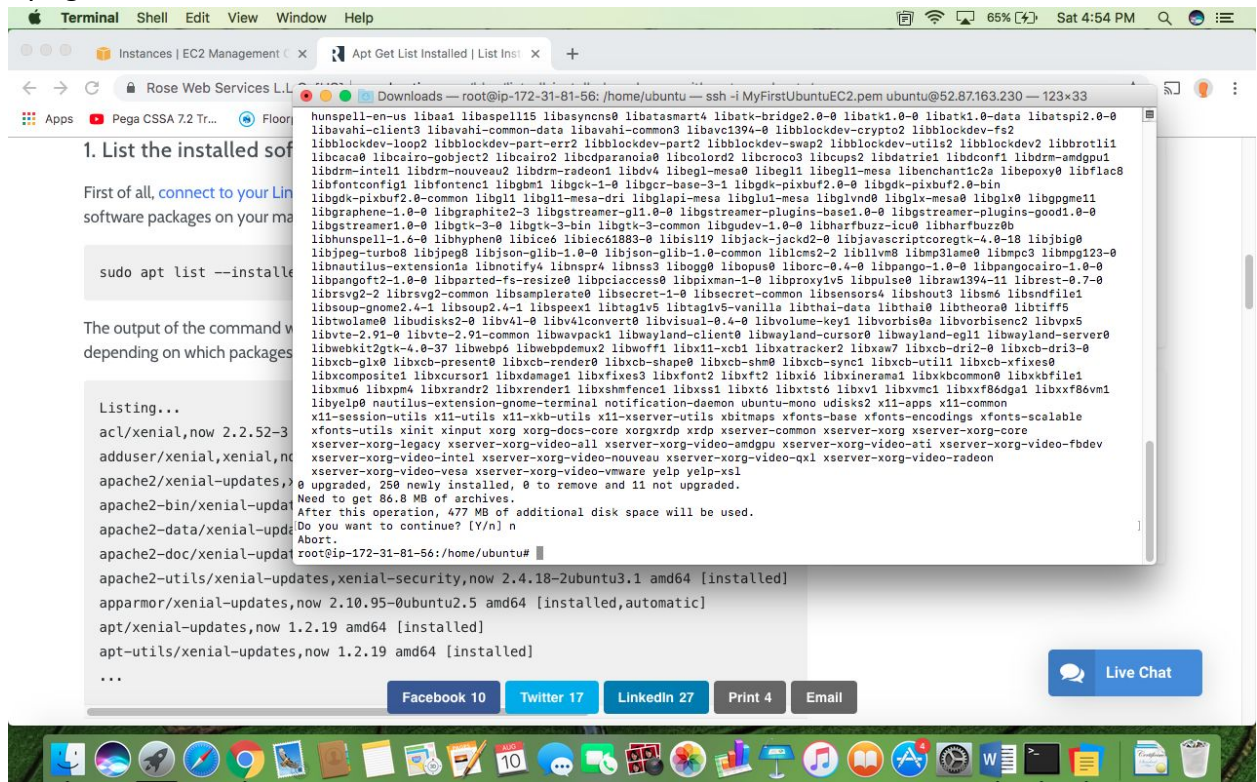 Terminal Shell Edit View Window Help
65% Sat 4:54 PM
Instances | EC2 Management C
Apt Get List Installed | List Inst
Rose Web Services L.L.
Downloads — root@ip-172-31-81-56: /home/ubuntu — ssh -i MyFirstUbuntuEC2.pem ubuntu@52.87.163.230 — 123×33
Apps Pega CSSA 7.2 Tr... Floorp
1. List the installed sof
First of all, connect to your Lin
software packages on your ma
sudo apt list --installe
The output of the command w
depending on which packages
Listing...
acl/xenial,now 2.2.52-3
adduser/xenial,xenial,no
apache2/xenial-updates,x
apache2-bin/xenial-updat
apache2-data/xenial-upda
apache2-doc/xenial-updat
apache2-utils/xenial-updates,xenial-security,now 2.4.18-2ubuntu3.1 amd64 [installed]
apparmor/xenial-updates,now 2.10.95-0ubuntu2.5 amd64 [installed,automatic]
apt/xenial-updates,now 1.2.19 amd64 [installed]
apt-utils/xenial-updates,now 1.2.19 amd64 [installed]
...
hunspell-en-us libaa1 libaspell15 libasyncns0 libatasmart4 libatk-bridge2.0-0 libatk1.0-0 libatk1.0-data libatspi2.0-0
libavahi-client3 libavahi-common-data libavahi-common3 libavc1394-0 libblockdev-crypto2 libblockdev-fs2
libblockdev-loop2 libblockdev-part-err2 libblockdev-part2 libblockdev-swap2 libblockdev-utils2 libblockdev2 libbrotli1
libcaca0 libcairo-gobject2 libcairo2 libcdparanoia0 libcolord2 libcroco3 libcups2 libdatrie1 libdconf1 libdrm-amdgpu1
libdrm-intel1 libdrm-nouveau2 libdrm-radeon1 libdv4 libegl-mesa0 libegl1 libegl1-mesa libenchant1c2a libepoxy0 libflac8
libfontconfig1 libfontenc1 libgbm1 libgck-1-0 libgcr-base-3-1 libgdk-pixbuf2.0-0 libgdk-pixbuf2.0-bin
libgdk-pixbuf2.0-common libgl1 libgl1-mesa-dri libglapi-mesa libglu1-mesa libglvnd0 libglx-mesa0 libglx0 libgpgme11
libgraphene-1.0-0 libgraphite2-3 libgstreamer-gl1.0-0 libgstreamer-plugins-base1.0-0 libgstreamer-plugins-good1.0-0
libgstreamer1.0-0 libgtk-3-0 libgtk-3-bin libgtk-3-common libgudev-1.0-0 libharfbuzz-icu0 libharfbuzz0b
libhunspell-1.6-0 libhyphen0 libice6 libiec61883-0 libisl19 libjack-jackd2-0 libjavascriptcoregtk-4.0-18 libjbig0
libjpeg-turbo8 libjpeg8 libjson-glib-1.0-0 libjson-glib-1.0-common liblcms2-2 libllvm8 libmp3lame0 libmpc3 libmpg123-0
libnautilus-extension1a libnotify4 libnspr4 libnss3 libogg0 libopus0 liborc-0.4-0 libpango-1.0-0 libpangocairo-1.0-0
libpangoft2-1.0-0 libparted-fs-resize0 libpciaccess0 libpixman-1-0 libproxy1v5 libpulse0 libraw1394-11 librest-0.7-0
librsvg2-2 librsvg2-common libsamplerate0 libsecret-1-0 libsecret-common libsensors4 libshout3 libsm6 libsndfile1
libsoup-gnome2.4-1 libsoup2.4-1 libspeex1 libtag1v5 libtag1v5-vanilla libthai-data libthai0 libtheora0 libtiff5
libtwolame0 libudisks2-0 libv4l-0 libv4lconvert0 libvisual-0.4-0 libvolume-key1 libvorbis0a libvorbisenc2 libvpx5
libvte-2.91-0 libvte-2.91-common libwavpack1 libwayland-client0 libwayland-cursor0 libwayland-egl1 libwayland-server0
libwebkit2gtk-4.0-37 libwebp6 libwebpdemux2 libwoff1 libx11-xcb1 libxatracker2 libxaw7 libxcb-dri2-0 libxcb-dri3-0
libxcb-glx0 libxcb-present0 libxcb-render0 libxcb-shape0 libxcb-shm0 libxcb-sync1 libxcb-util1 libxcb-xfixes0
libxcomposite1 libxcursor1 libxdamage1 libxfixes3 libxfont2 libxft2 libxi6 libxinerama1 libxkbcommon0 libxkbfile1
libxmu6 libxpm4 libxrandr2 libxrender1 libxshmfence1 libxss1 libxt6 libxtst6 libxv1 libxvmc1 libxxf86dga1 libxxf86vm1
libyelp0 nautilus-extension-gnome-terminal notification-daemon ubuntu-mono udisks2 x11-apps x11-common
x11-session-utils x11-utils x11-xkb-utils x11-xserver-utils xbitmaps xfonts-base xfonts-encodings xfonts-scalable
xfonts-utils xinit xinput xorg xorg-docs-core xorgxrdp xrdp xserver-common xserver-xorg xserver-xorg-core
xserver-xorg-legacy xserver-xorg-video-all xserver-xorg-video-amdgpu xserver-xorg-video-ati xserver-xorg-video-fbdev
xserver-xorg-video-intel xserver-xorg-video-nouveau xserver-xorg-video-qxl xserver-xorg-video-radeon
xserver-xorg-video-vesa xserver-xorg-video-vmware yelp yelp-xsl
0 upgraded, 250 newly installed, 0 to remove and 11 not upgraded.
Need to get 86.8 MB of archives.
After this operation, 477 MB of additional disk space will be used.
Do you want to continue? [Y/n] n
Abort.
root@ip-172-31-81-56:/home/ubuntu#
Live Chat
Facebook 10 Twitter 17 LinkedIn 27 Print 4 Email
AUG
10
4